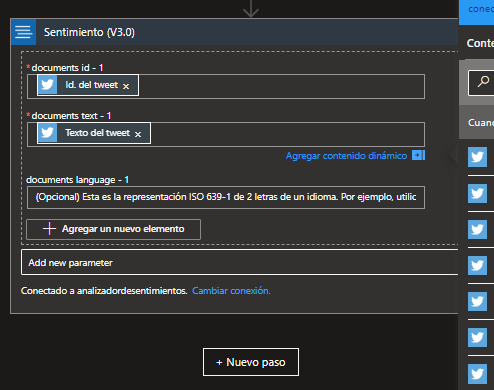 conec
Sentimiento (V3.0)
Conte
* documents id - 1
Id. del tweet ×
* documents text - 1
Cuand
Texto del tweet ×
Agregar contenido dinámico
documents language - 1
(Opcional) Esta es la representación ISO 639-1 de 2 letras de un idioma. Por ejemplo, utilic
Agregar un nuevo elemento
Add new parameter
Conectado a analizadordesentimientos. Cambiar conexión.
+ Nuevo paso